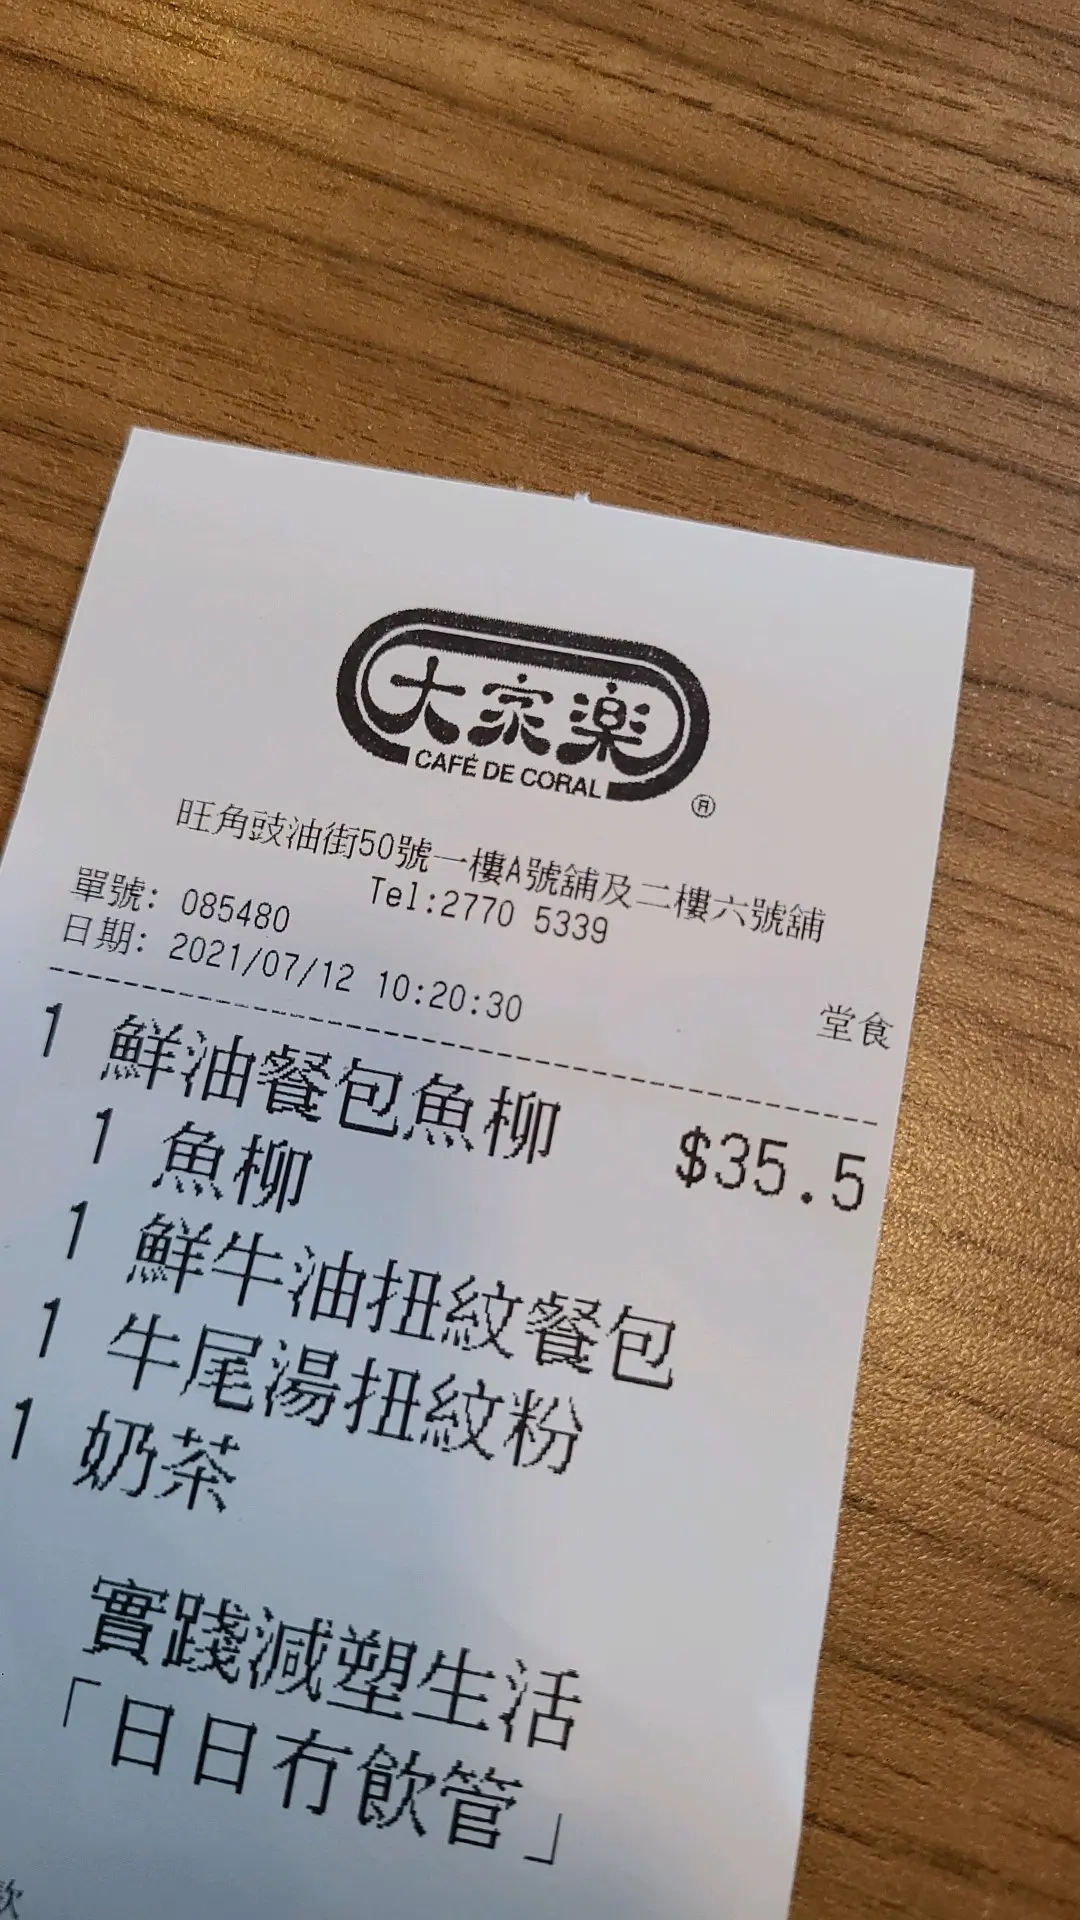 大家楽
CAFÉ DE CORAL
旺角豉油街50號一樓A號舖及二樓六號舖
Tel:2770 5339
單號: 085480
日期: 2021/07/12 10:20:30
堂食
1 鮮油餐包魚柳 $35.5
1 魚柳
1 鮮牛油扭紋餐包
1 牛尾湯扭紋粉
1 奶茶
實踐減塑生活
「日日冇飲管」